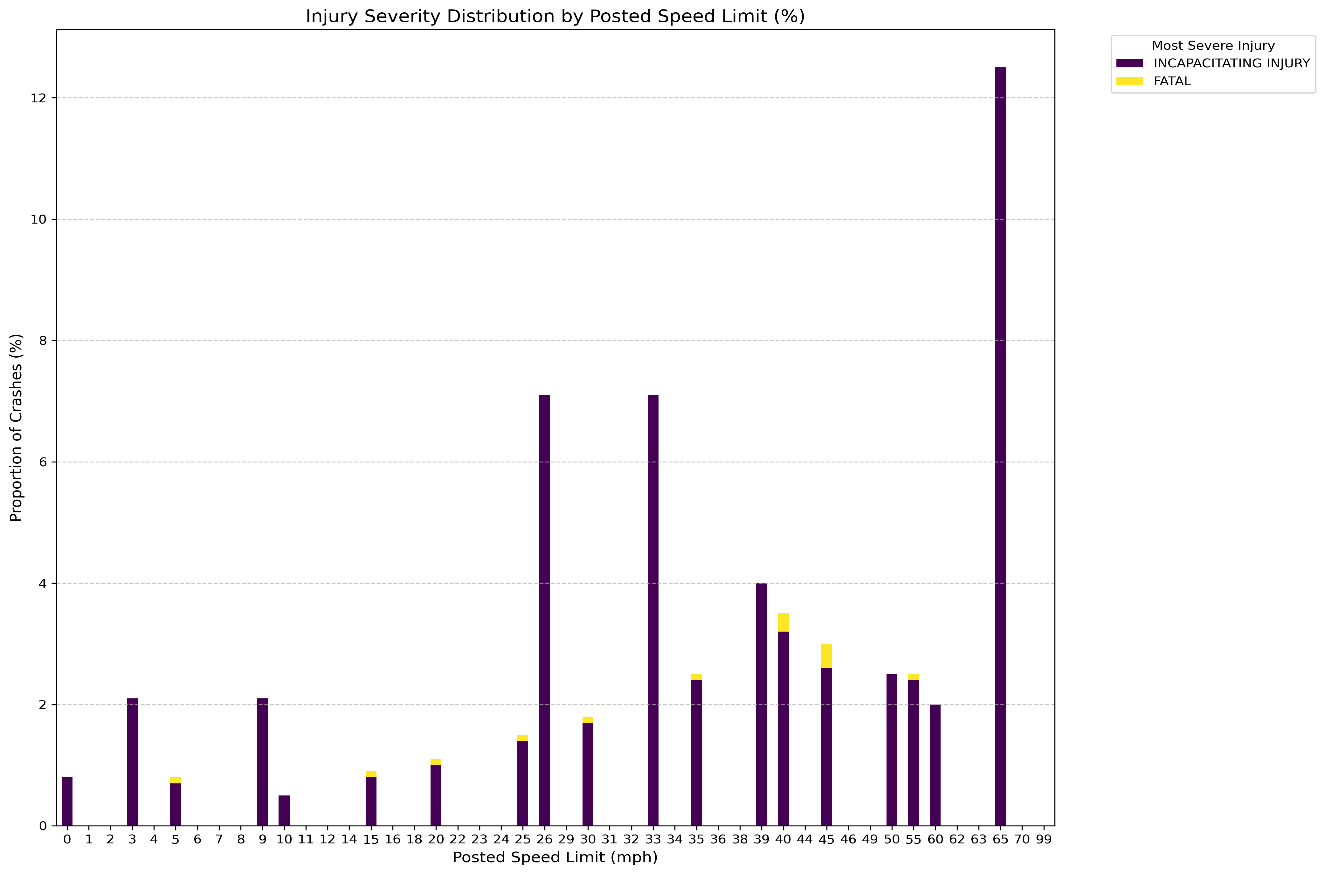 Injury Severity Distribution by Posted Speed Limit (%)
Most Severe Injury
INCAPACITATING INJURY
FATAL
Proportion of Crashes (%)
12
10
8
6
4
2
0
0 1 2 3 4 5 6 7 8 9 10 11 12 14 15 16 18 20 22 23 24 25 26 29 30 31 32 33 34 35 36 38 39 40 44 45 46 49 50 55 60 62 63 65 70 99
Posted Speed Limit (mph)